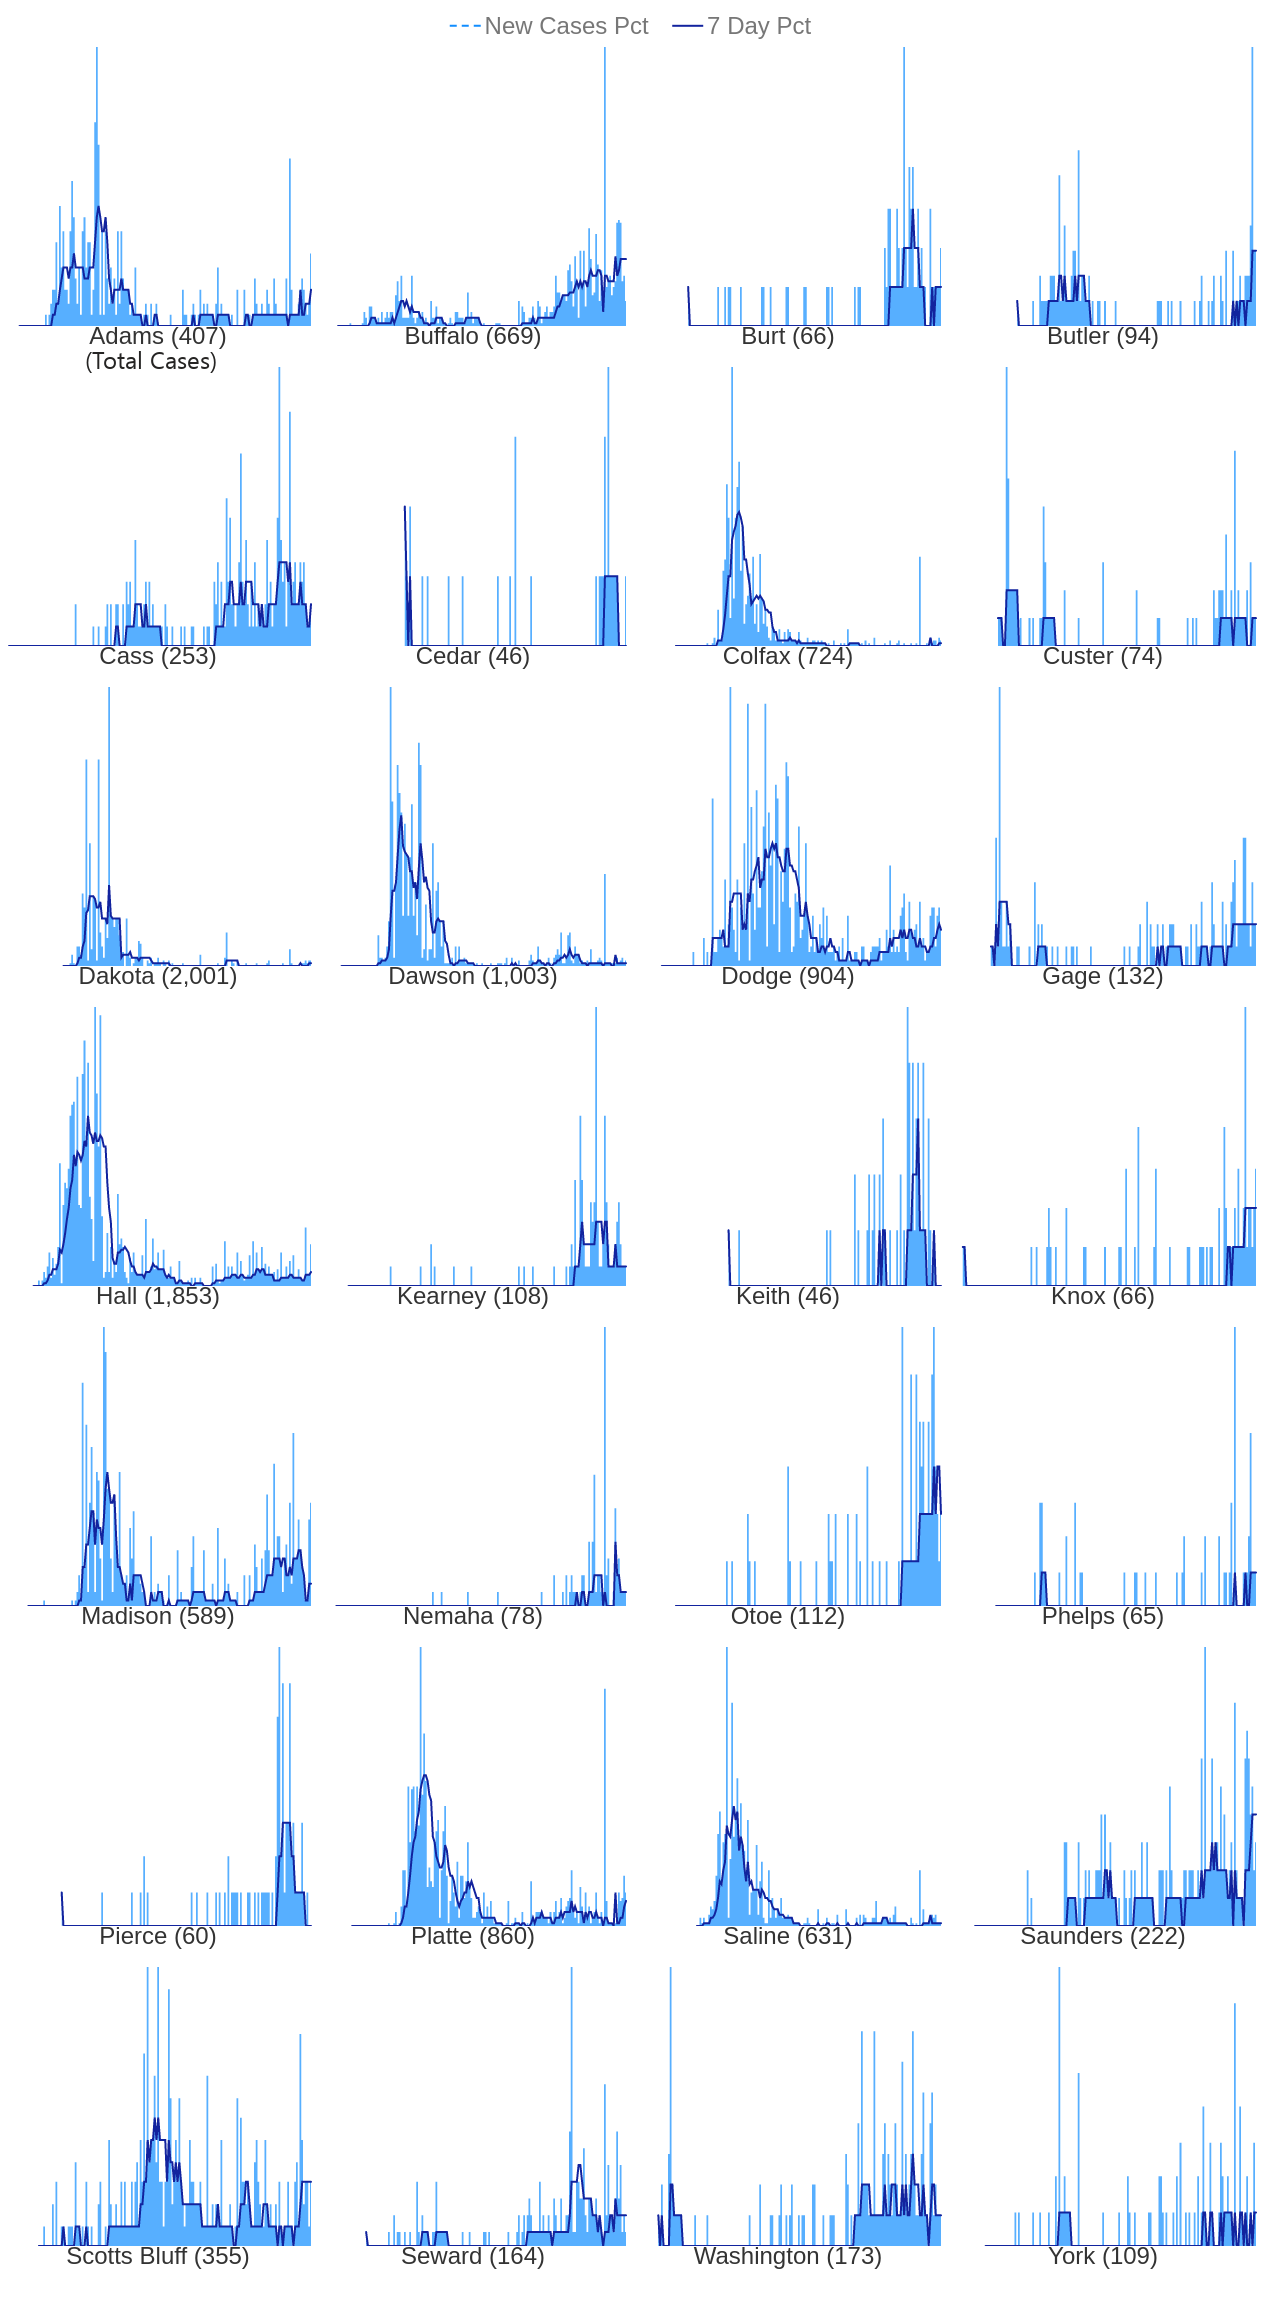 New Cases Pct 7 Day Pct
Adams (407) Buffalo (669) Burt (66) Butler (94)
(Total Cases)
Cass (253) Cedar (46) Colfax (724) Custer (74)
Dakota (2,001) Dawson (1,003) Dodge (904) Gage (132)
Hall (1,853) Kearney (108) Keith (46) Knox (66)
Madison (589) Nemaha (78) Otoe (112) Phelps (65)
Pierce (60) Platte (860) Saline (631) Saunders (222)
Scotts Bluff (355) Seward (164) Washington (173) York (109)